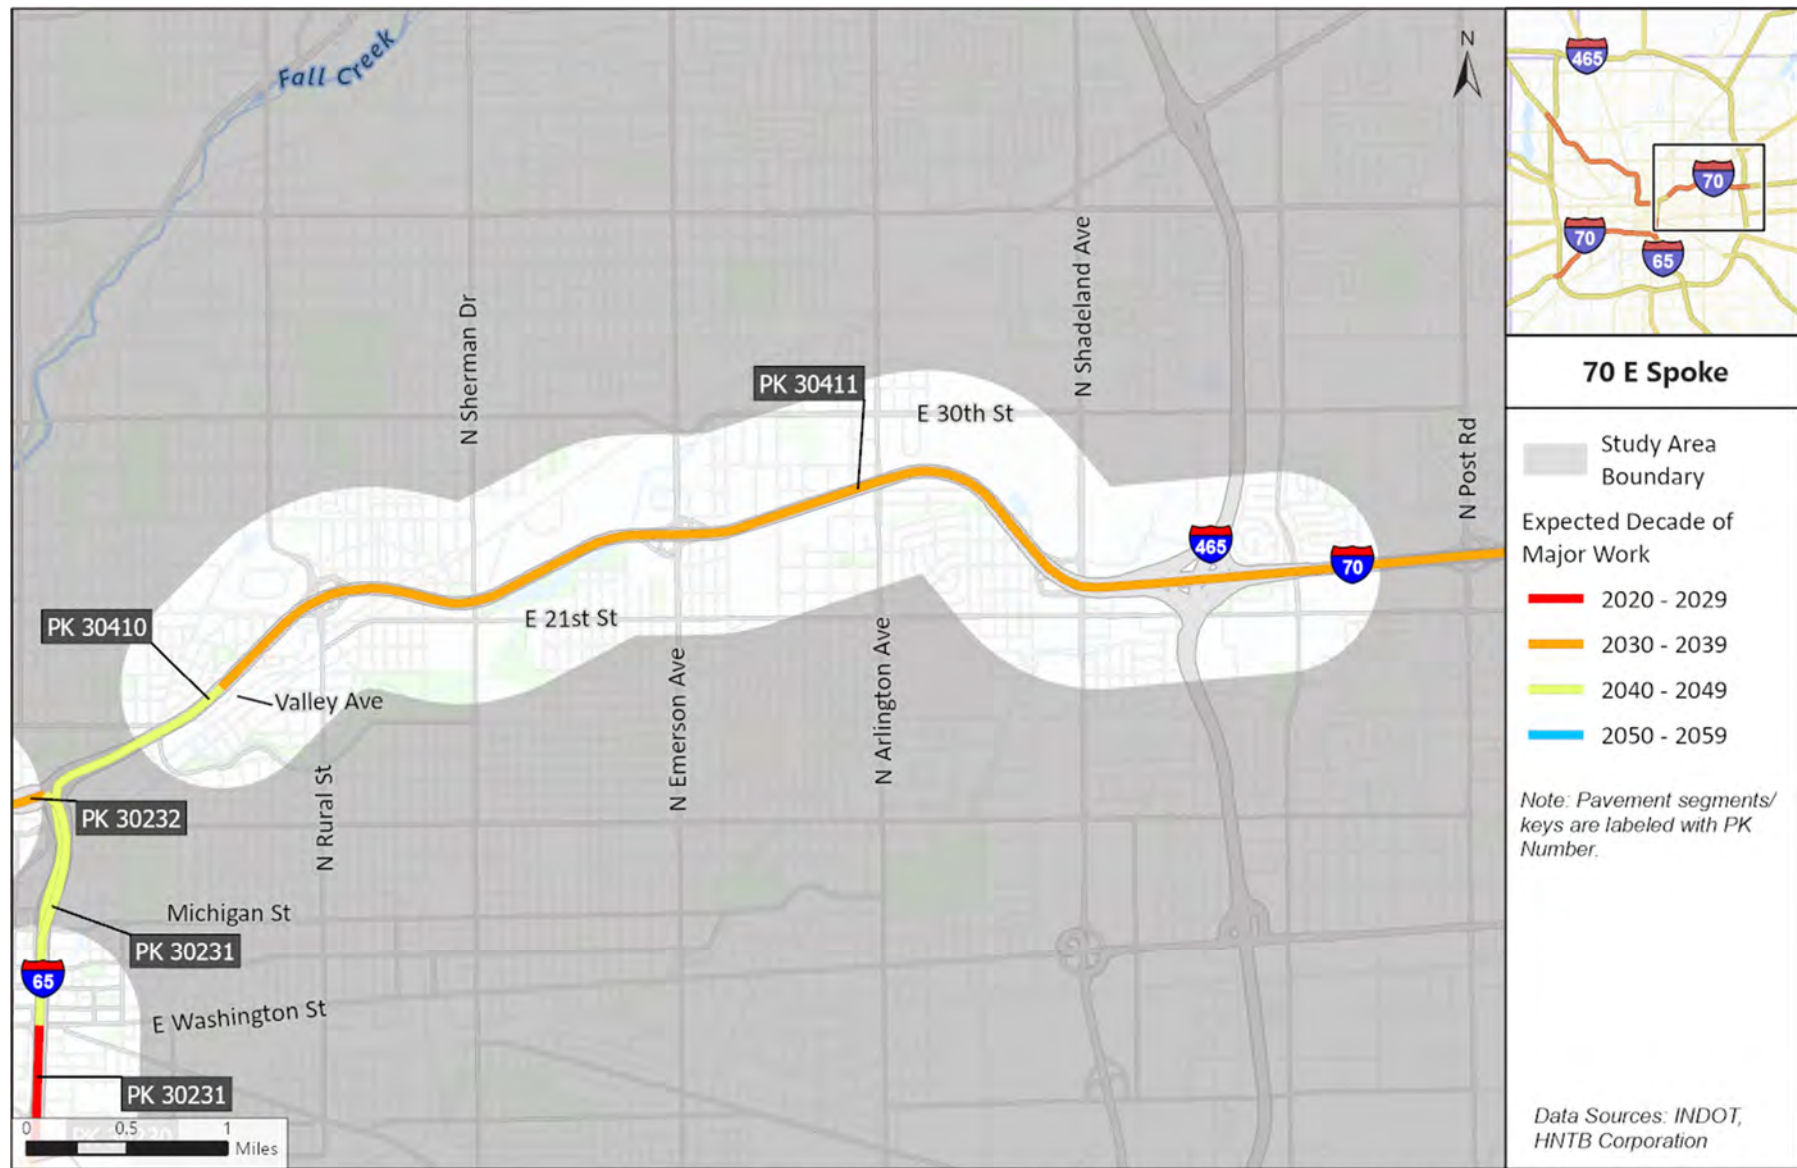 Fall Creek
N
N Sherman Dr
N Shadeland Ave
PK 30411
E 30th St
N Post Rd
465
70
PK 30410
E 21st St
Valley Ave
N Rural St
N Emerson Ave
N Arlington Ave
PK 30232
Michigan St
PK 30231
65
E Washington St
PK 30231
0 0.5 1
Miles
465
70
70
65
70 E Spoke
Study Area
Boundary
Expected Decade of
Major Work
2020 - 2029
2030 - 2039
2040 - 2049
2050 - 2059
Note: Pavement segments/
keys are labeled with PK
Number.
Data Sources: INDOT,
HNTB Corporation